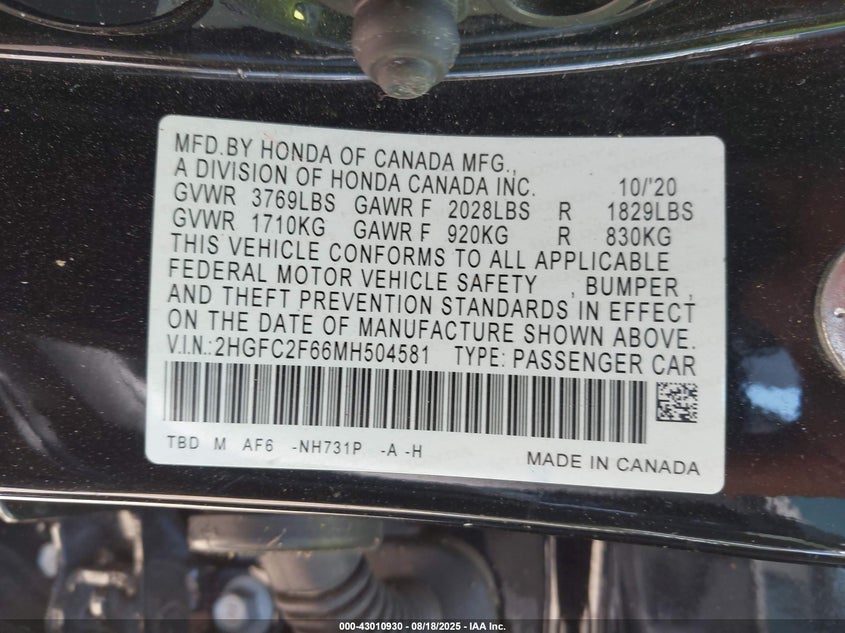 MFD.BY HONDA OF CANADA MFG.,
A DIVISION OF HONDA CANADA INC. 10/'20
GVWR 3769LBS GAWR F 2028LBS R 1829LBS
GVWR 1710KG GAWR F 920KG R 830KG
THIS VEHICLE CONFORMS TO ALL APPLICABLE
FEDERAL MOTOR VEHICLE SAFETY , BUMPER ,
AND THEFT PREVENTION STANDARDS IN EFFECT
ON THE DATE OF MANUFACTURE SHOWN ABOVE.
V.I.N.:2HGFC2F66MH504581 TYPE: PASSENGER CAR
TBD M AF6 -NH731P -A -H
MADE IN CANADA
000-43010930 - 08/18/2025 - IAA Inc.